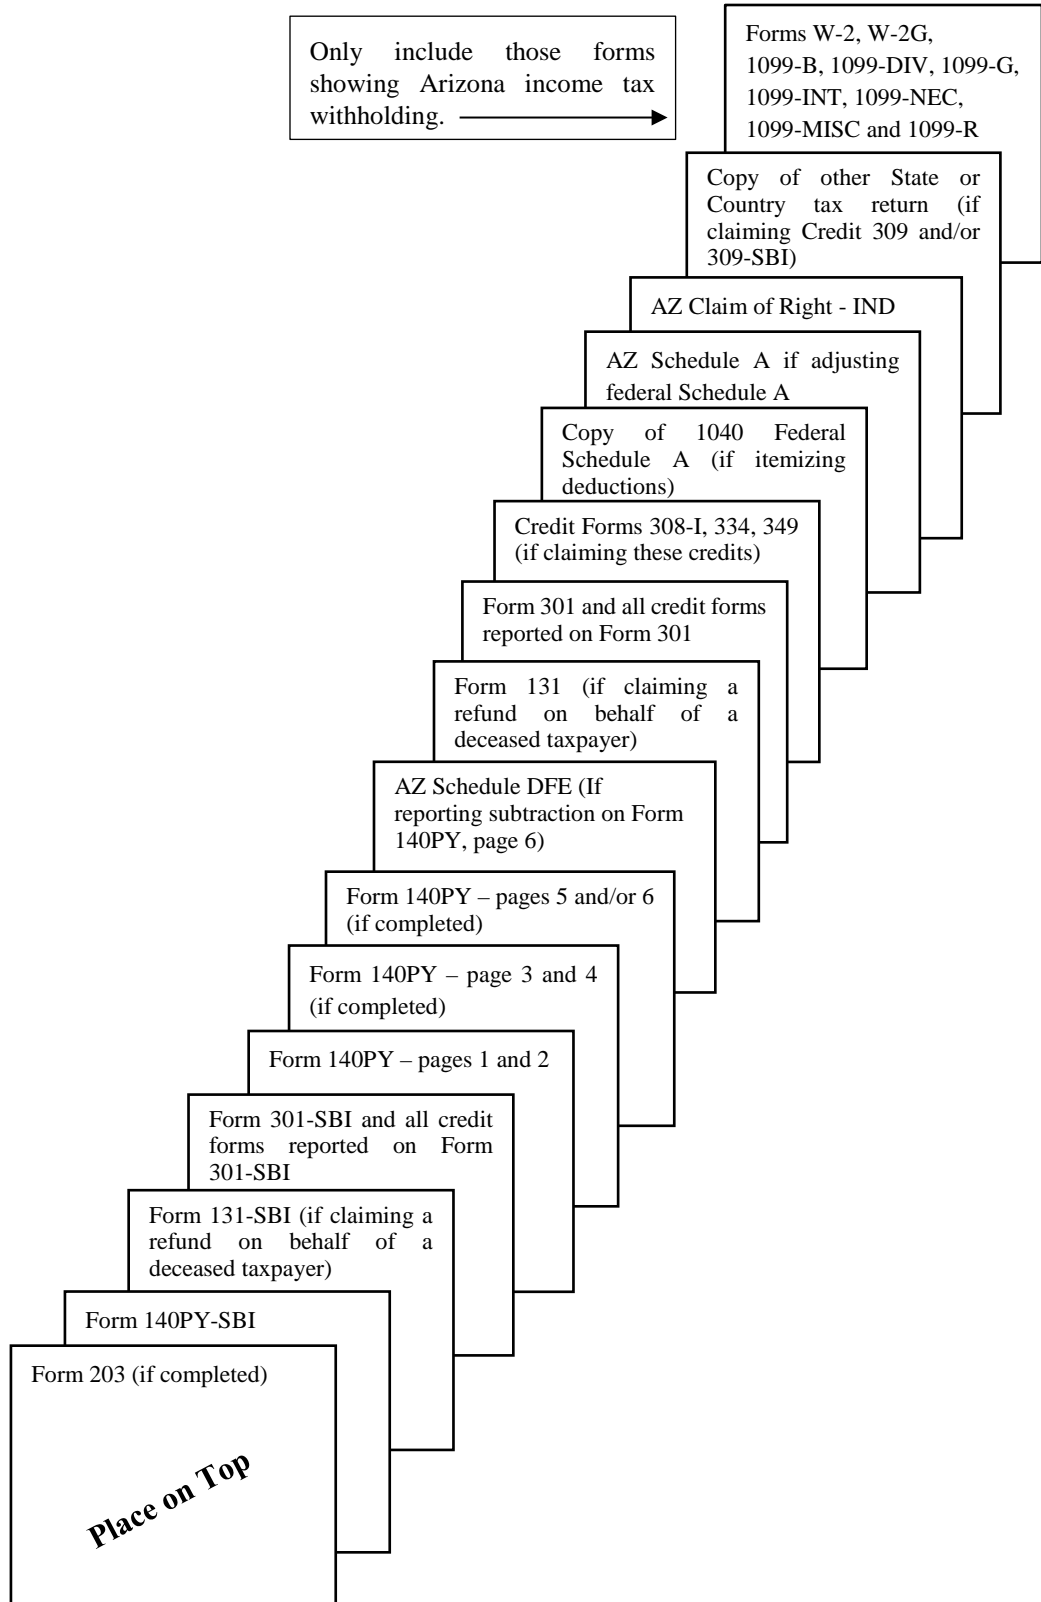 Only include those forms
showing Arizona income tax
withholding.
Forms W-2, W-2G,
1099-B, 1099-DIV, 1099-G,
1099-INT, 1099-NEC,
1099-MISC and 1099-R
Copy of other State or
Country tax return (if
claiming Credit 309 and/or
309-SBI)
AZ Claim of Right - IND
AZ Schedule A if adjusting
federal Schedule A
Copy of 1040 Federal
Schedule A (if itemizing
deductions)
Credit Forms 308-I, 334, 349
(if claiming these credits)
Form 301 and all credit forms
reported on Form 301
Form 131 (if claiming a
refund on behalf of a
deceased taxpayer)
AZ Schedule DFE (If
reporting subtraction on Form
140PY, page 6)
Form 140PY – pages 5 and/or 6
(if completed)
Form 140PY – page 3 and 4
(if completed)
Form 140PY – pages 1 and 2
Form 301-SBI and all credit
forms reported on Form
301-SBI
Form 131-SBI (if claiming a
refund on behalf of a
deceased taxpayer)
Form 140PY-SBI
Form 203 (if completed)
Place on Top